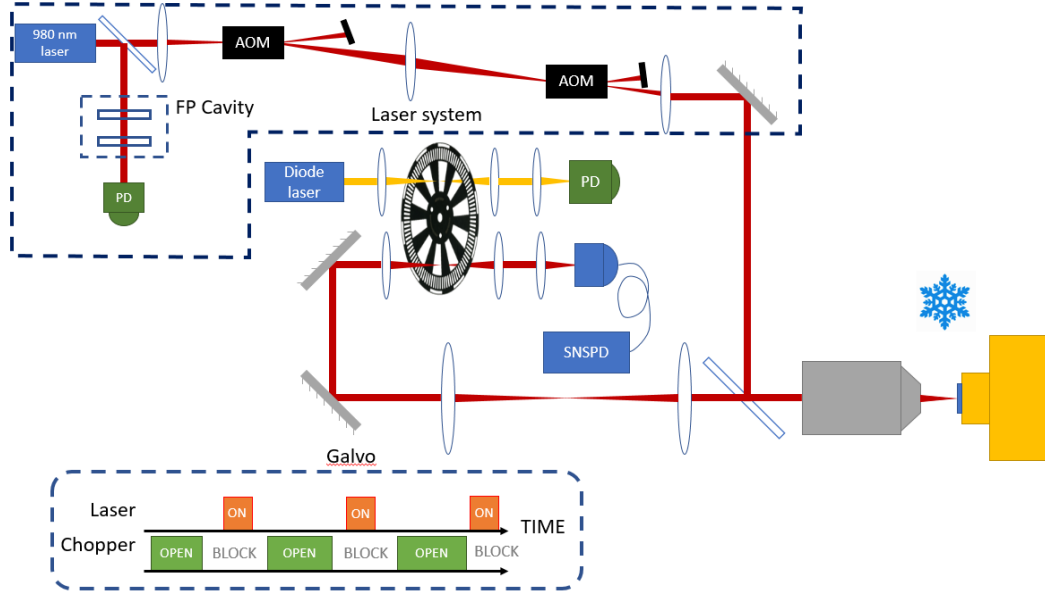 980 nm
laser
AOM
AOM
FP Cavity
Laser system
PD
Diode
laser
PD
SNSPD
Galvo
Laser
ON
ON
ON
TIME
Chopper
OPEN
BLOCK
OPEN
BLOCK
OPEN
BLOCK